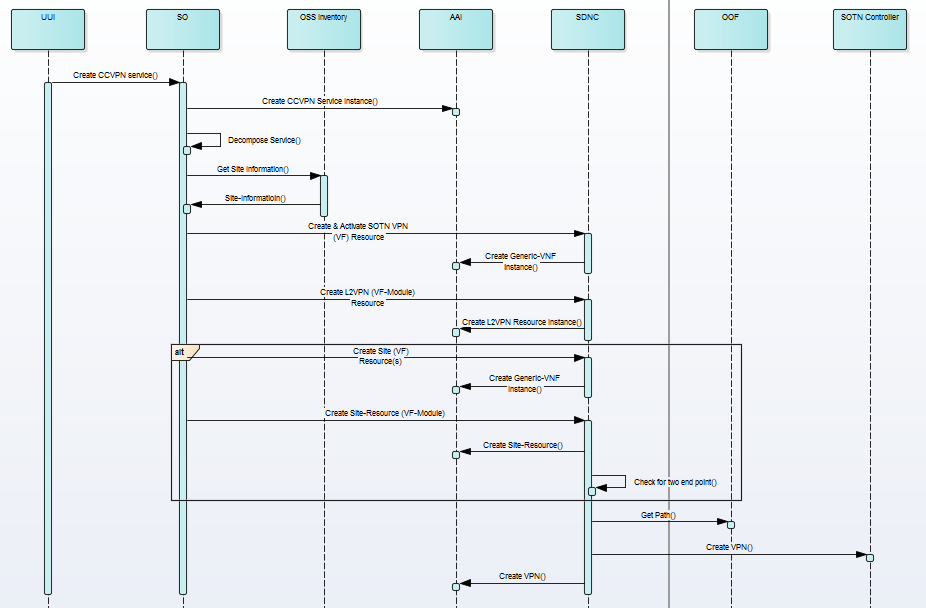 UUI
SO
OSS Inventory
AAI
SDNC
OOF
SOTN Controller
Create CCVPN service()
Create CCVPN Service Instance()
Decompose Service()
Get Site Information()
Site-Informatioin()
Create & Activate SOTN VPN
(VF) Resource
Create Generic-VNF
Instance()
Create L2VPN (VF-Module)
Resource
Create L2VPN Resource Instance()
alt
Create Site (VF)
Resource(s)
Create Generic-VNF
Instance()
Create Site-Resource (VF-Module)
Create Site-Resource()
Check for two end point()
Get Path()
Create VPN()
Create VPN()